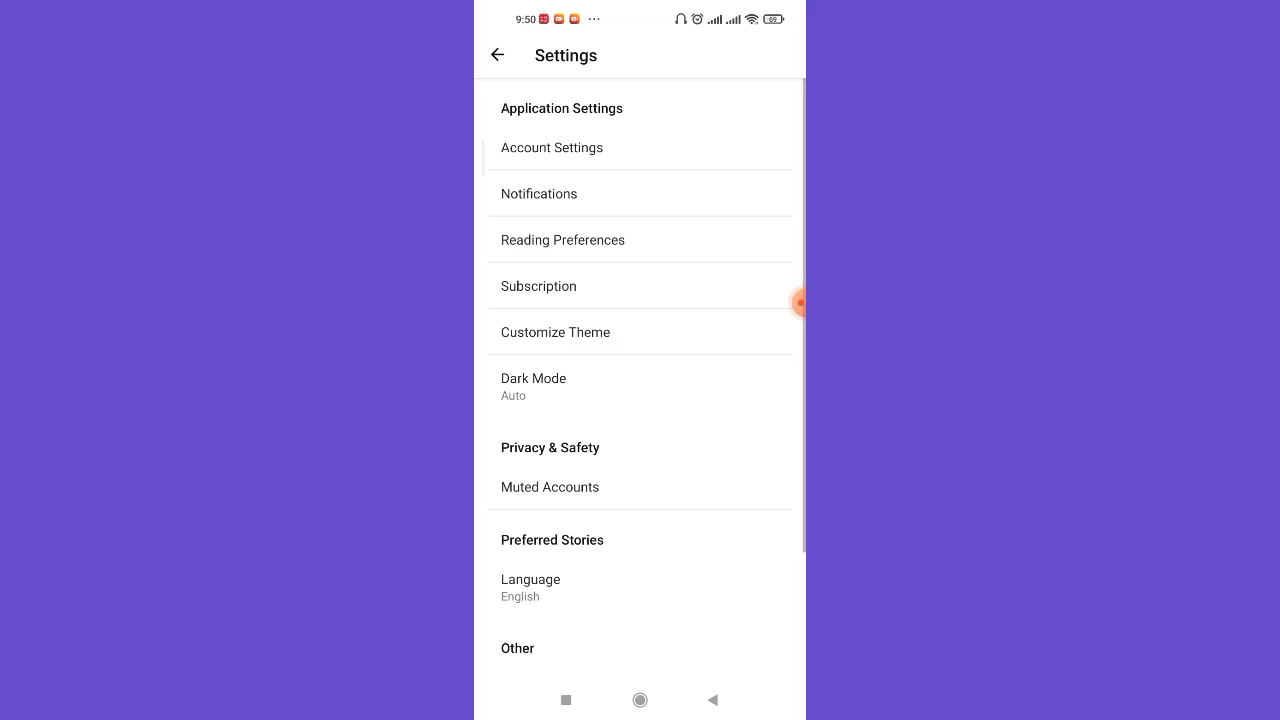 9:50
69
Settings
Application Settings
Account Settings
Notifications
Reading Preferences
Subscription
Customize Theme
Dark Mode
Auto
Privacy & Safety
Muted Accounts
Preferred Stories
Language
English
Other